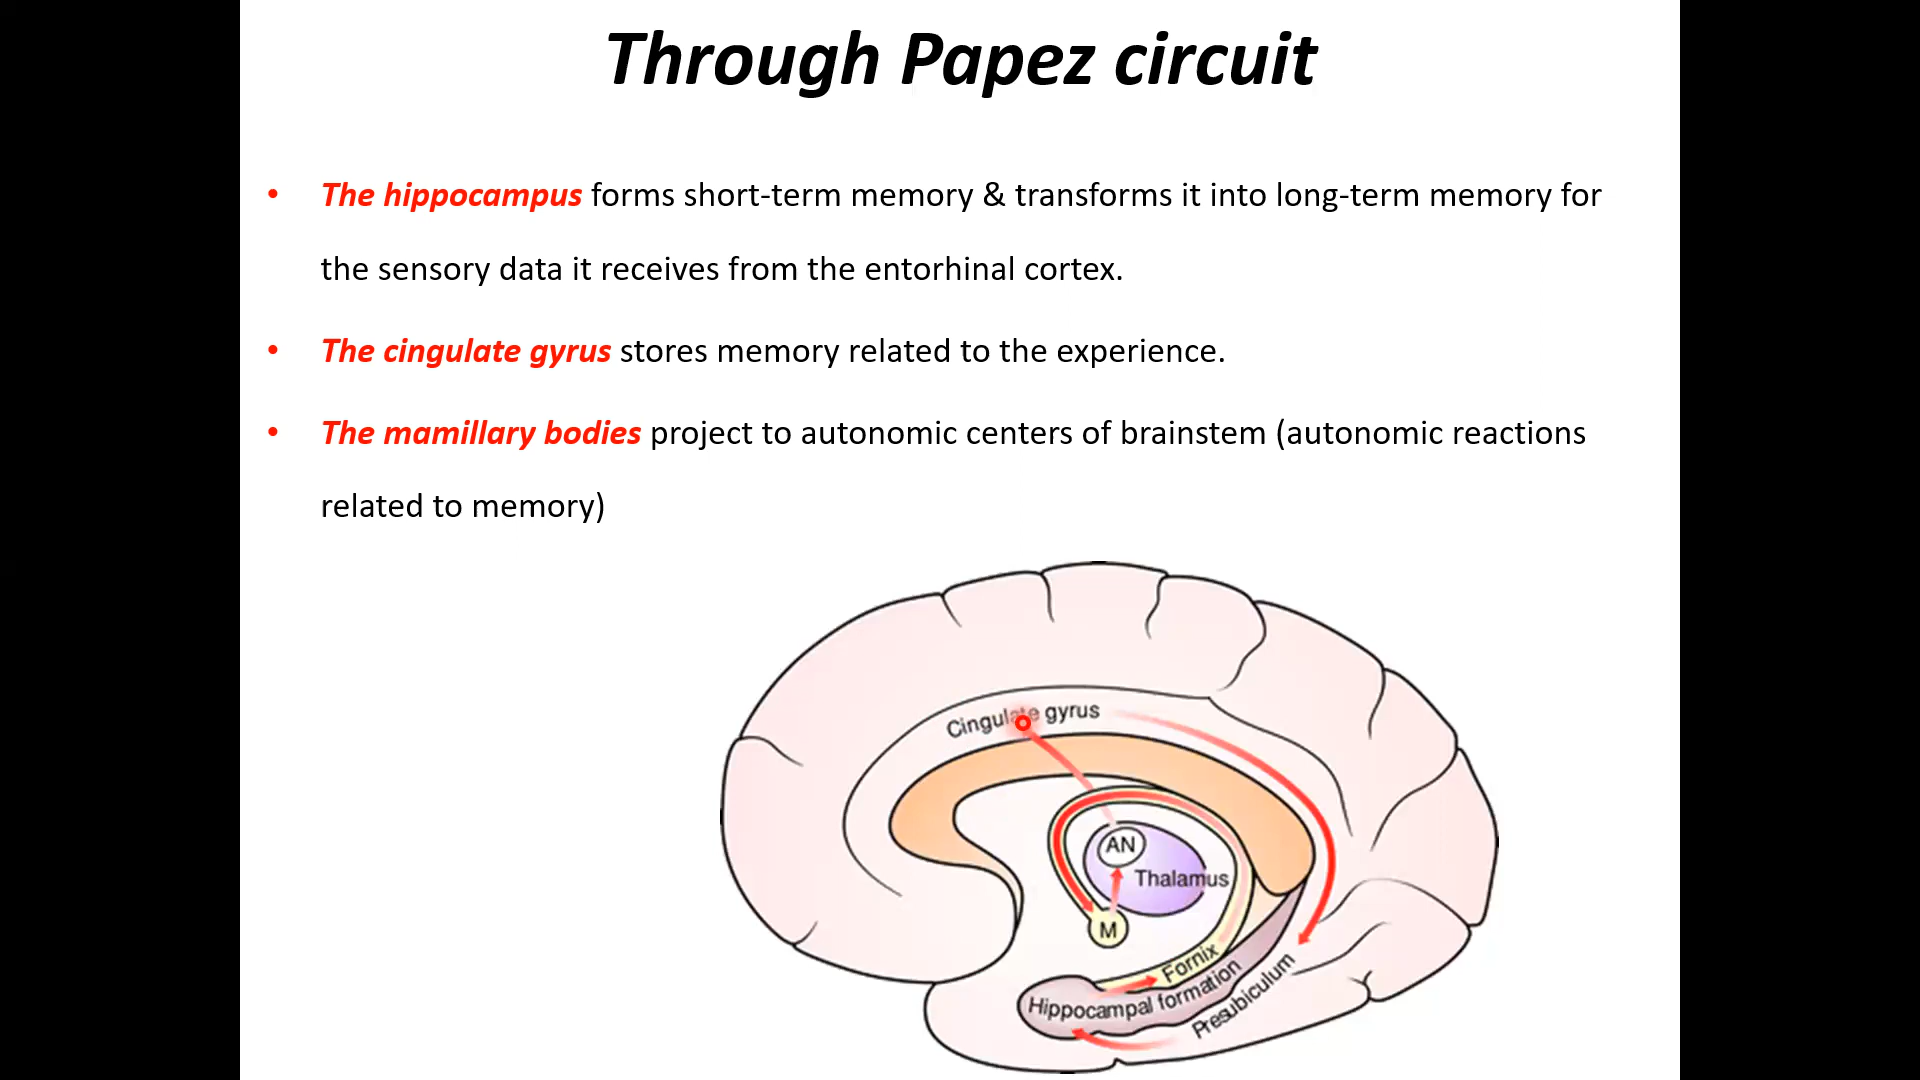 Through Papez circuit
• The hippocampus forms short-term memory & transforms it into long-term memory for
the sensory data it receives from the entorhinal cortex.
• The cingulate gyrus stores memory related to the experience.
• The mamillary bodies project to autonomic centers of brainstem (autonomic reactions
related to memory)
Cingulate gyrus
AN
Thalamus
M
Fornix
Hippocampal formation
Presubiculum